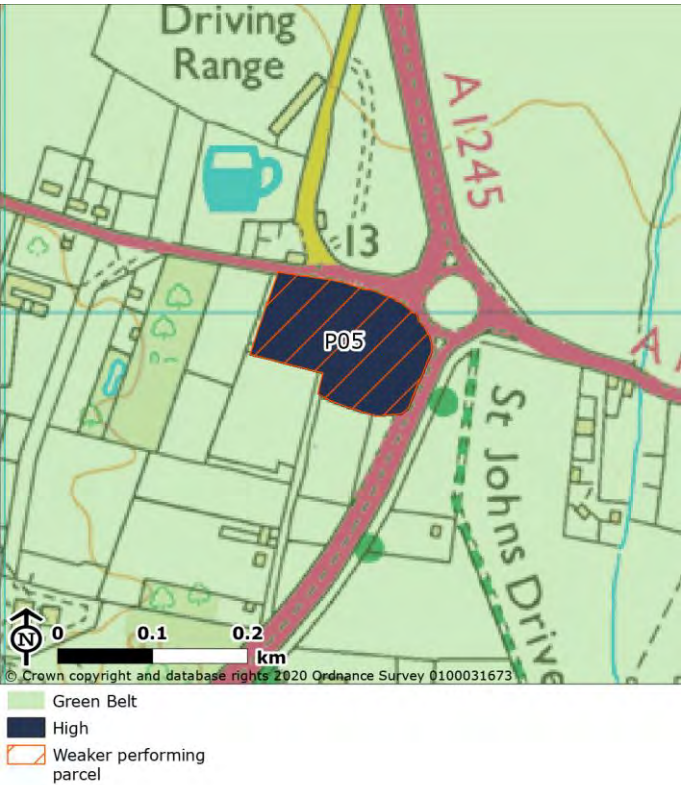 Driving
Range
A1245
13
P05
A1
St Johns Drive
N
0 0.1 0.2
km
© Crown copyright and database rights 2020 Ordnance Survey 0100031673
Green Belt
High
Weaker performing
parcel